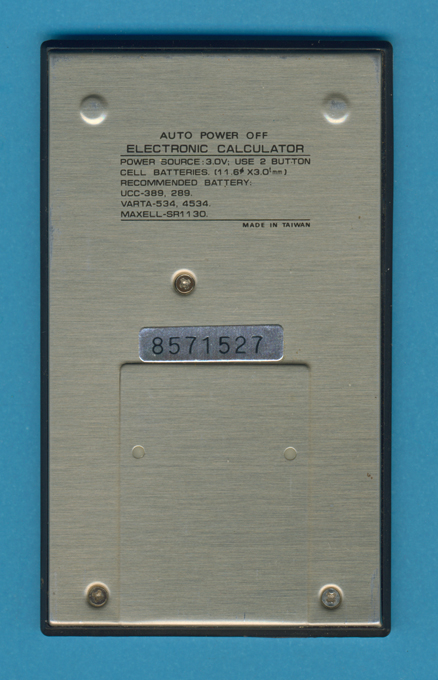 AUTO POWER OFF
ELECTRONIC CALCULATOR
POWER SOURCE: 3.0V; USE 2 BUTTON
CELL BATTERIES. (11.6ø X3.0tmm)
RECOMMENDED BATTERY:
UCC-389, 289.
VARTA-534, 4534.
MAXELL-SR1130.
MADE IN TAIWAN
8571527